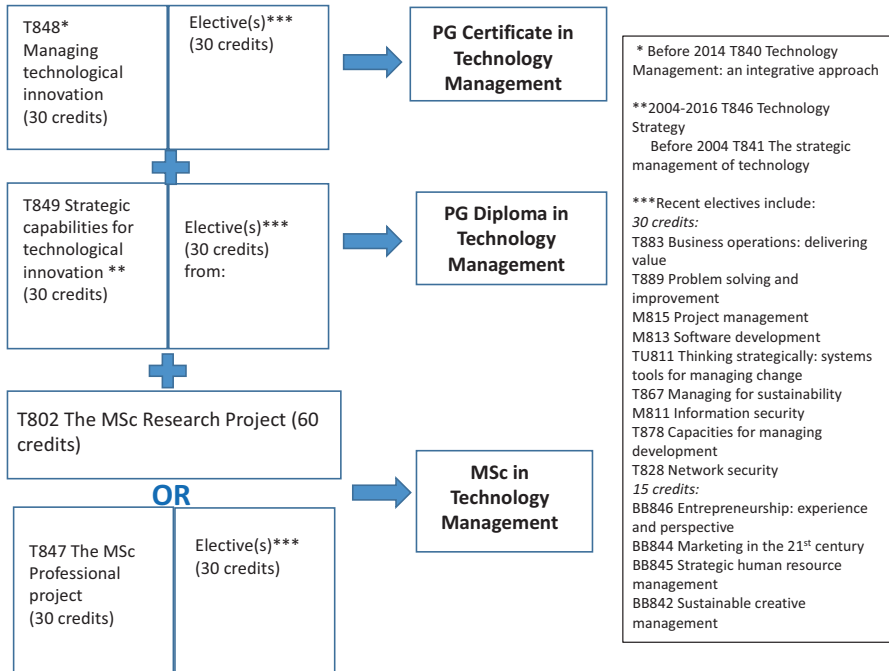 T848*
Managing
technological
innovation
(30 credits)
Elective(s)***
(30 credits)
PG Certificate in
Technology
Management
T849 Strategic
capabilities for
technological
innovation **
(30 credits)
Elective(s)***
(30 credits)
from:
PG Diploma in
Technology
Management
T802 The MSc Research Project (60
credits)
OR
T847 The MSc
Professional
project
(30 credits)
Elective(s)***
(30 credits)
MSc in
Technology
Management
* Before 2014 T840 Technology
Management: an integrative approach
**2004-2016 T846 Technology
Strategy
Before 2004 T841 The strategic
management of technology
***Recent electives include:
30 credits:
T883 Business operations: delivering
value
T889 Problem solving and
improvement
M815 Project management
M813 Software development
TU811 Thinking strategically: systems
tools for managing change
T867 Managing for sustainability
M811 Information security
T878 Capacities for managing
development
T828 Network security
15 credits:
BB846 Entrepreneurship: experience
and perspective
BB844 Marketing in the 21st century
BB845 Strategic human resource
management
BB842 Sustainable creative
management